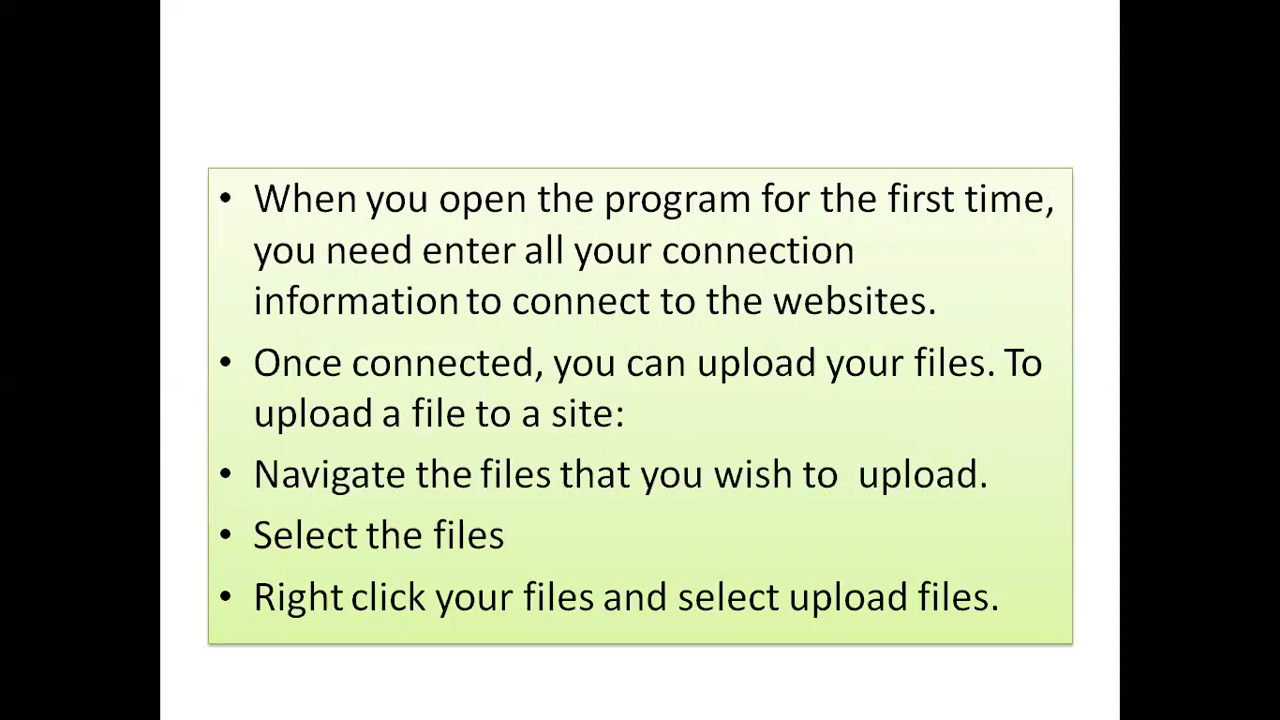 • When you open the program for the first time,
you need enter all your connection
information to connect to the websites.
• Once connected, you can upload your files. To
upload a file to a site:
• Navigate the files that you wish to  upload.
• Select the files
• Right click your files and select upload files.